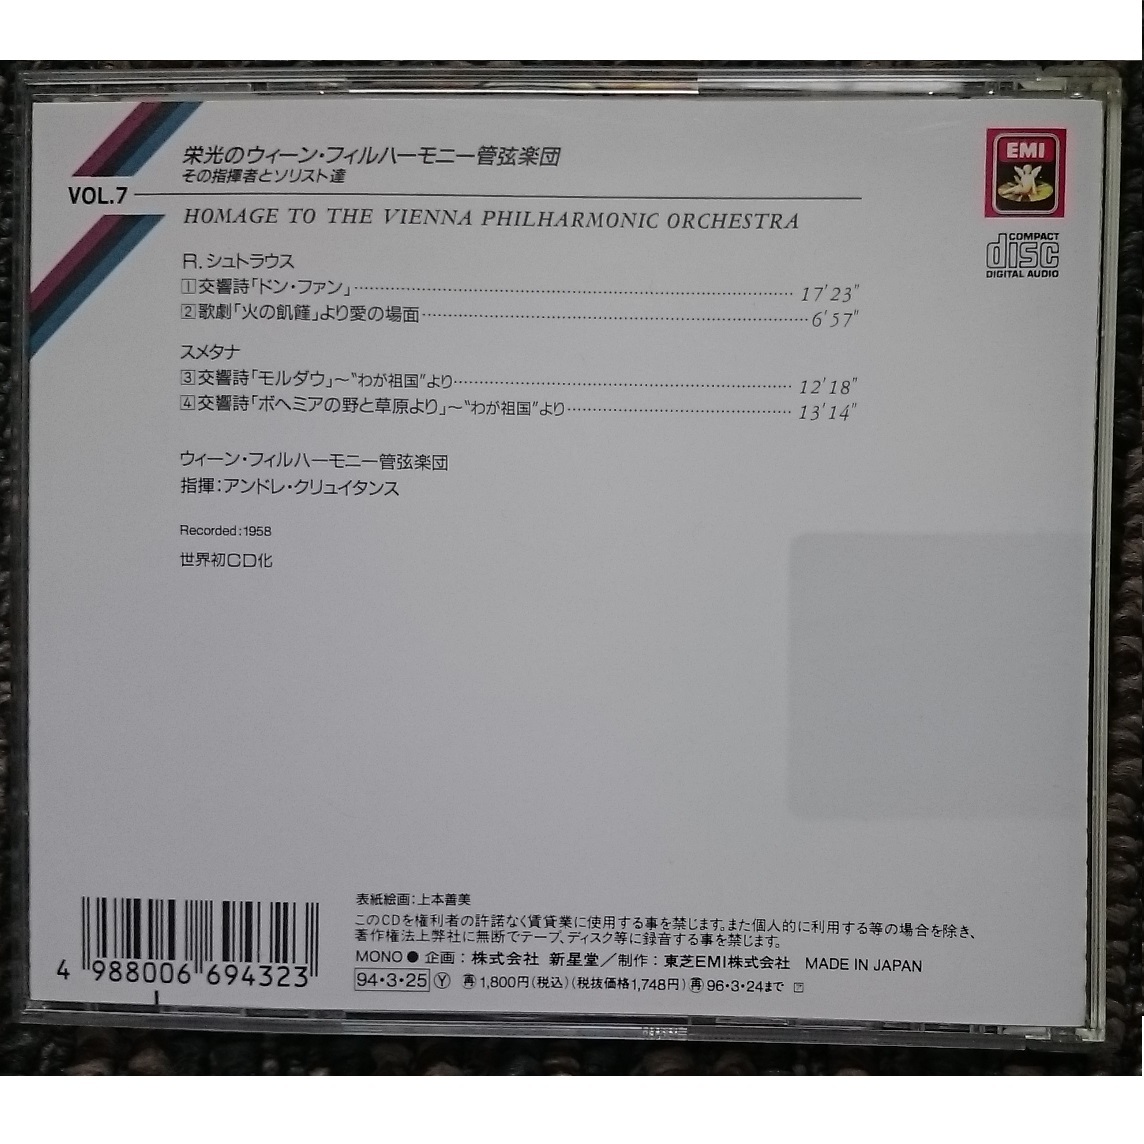 栄光のウィーン・フィルハーモニー管弦楽団
その指揮者とソリスト達
VOL.7
HOMAGE TO THE VIENNA PHILHARMONIC ORCHESTRA
EMI
COMPACT
disc
DIGITAL AUDIO
R.シュトラウス
1 交響詩「ドン・ファン」 17'23"
2 歌劇「火の飢饉」より愛の場面 6'57"
スメタナ
3 交響詩「モルダウ」〜"わが祖国"より 12'18"
4 交響詩「ボヘミアの野と草原より」〜"わが祖国"より 13'14"
ウィーン・フィルハーモニー管弦楽団
指揮：アンドレ・クリュイタンス
Recorded:1958
世界初CD化
4 988006 694323
表紙絵画：上本善美
このCDを権利者の許諾なく賃貸業に使用する事を禁じます。また個人的に利用する等の場合を除き、
著作権法上弊社に無断でテープ、ディスク等に録音する事を禁じます。
MONO ● 企画：株式会社 新星堂／制作：東芝EMI株式会社 MADE IN JAPAN
94・3・25 Ⓨ 再 1,800円(税込)(税抜価格1,748円) 再 96・3・24まで